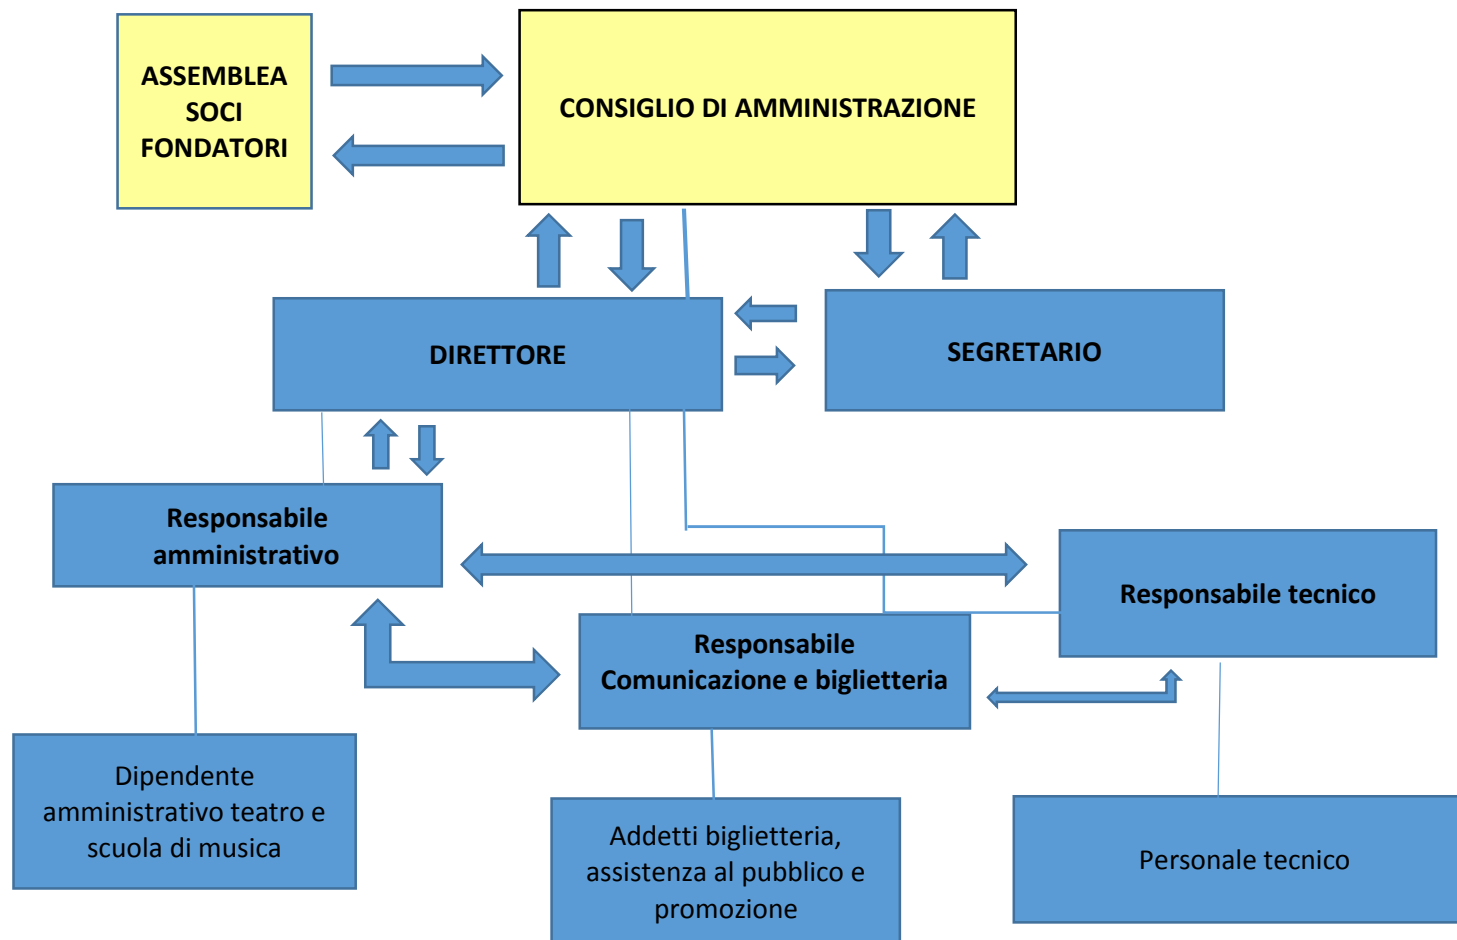 ASSEMBLEA
SOCI
FONDATORI
CONSIGLIO DI AMMINISTRAZIONE
DIRETTORE
SEGRETARIO
Responsabile
amministrativo
Responsabile tecnico
Responsabile
Comunicazione e biglietteria
Dipendente
amministrativo teatro e
scuola di musica
Addetti biglietteria,
assistenza al pubblico e
promozione
Personale tecnico